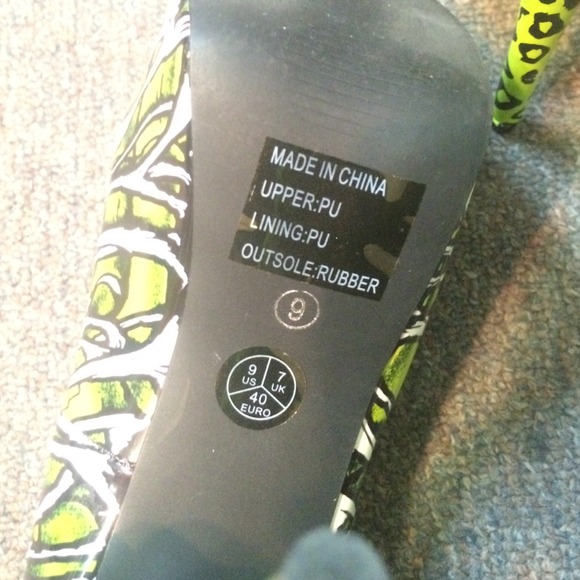 MADE IN CHINA
UPPER:PU
LINING:PU
OUTSOLE:RUBBER
9
9 7
US UK
40
EURO